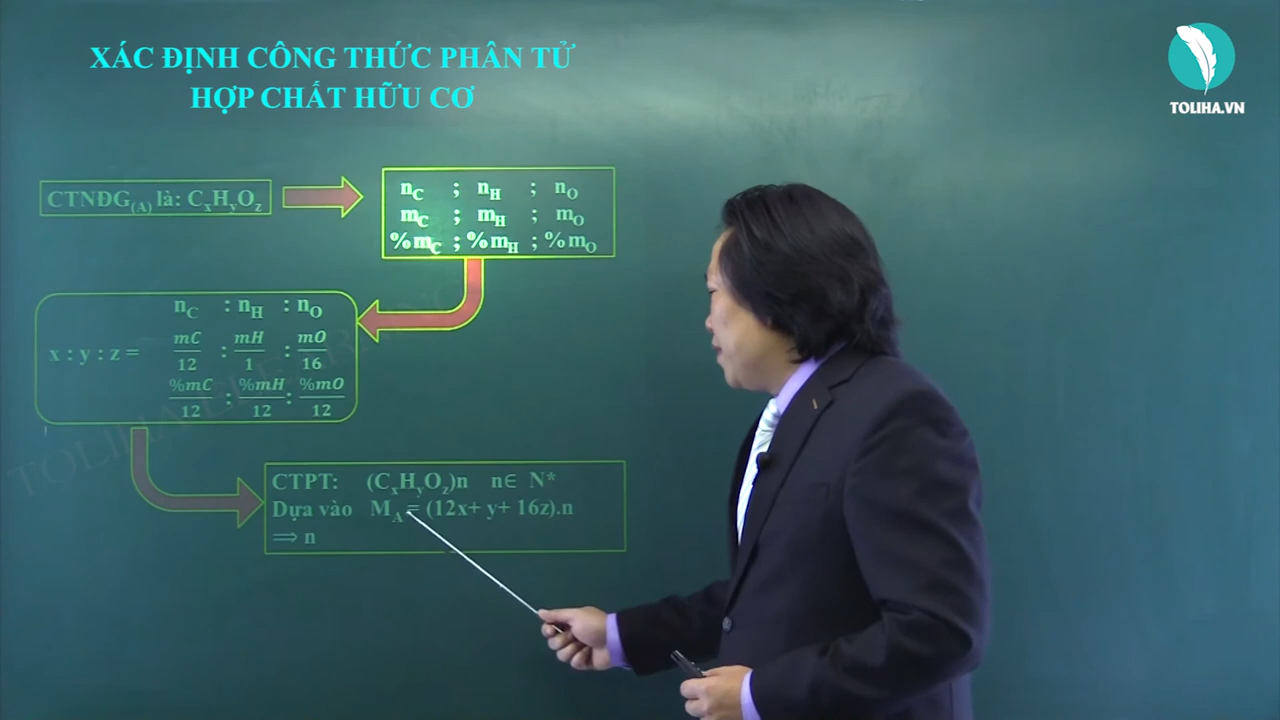 XÁC ĐỊNH CÔNG THỨC PHÂN TỬ
HỢP CHẤT HỮU CƠ
TOLIHA.VN
CTNĐG(A) là: CxHyOz
nC ; nH ; nO
mC ; mH ; mO
%mC ; %mH ; %mO
nC : nH : nO
x : y : z = mC/12 : mH/1 : mO/16
%mC/12 : %mH/12 : %mO/12
CTPT: (CxHyOz)n n∈ N*
Dựa vào MA = (12x+ y+ 16z).n
⟹ n